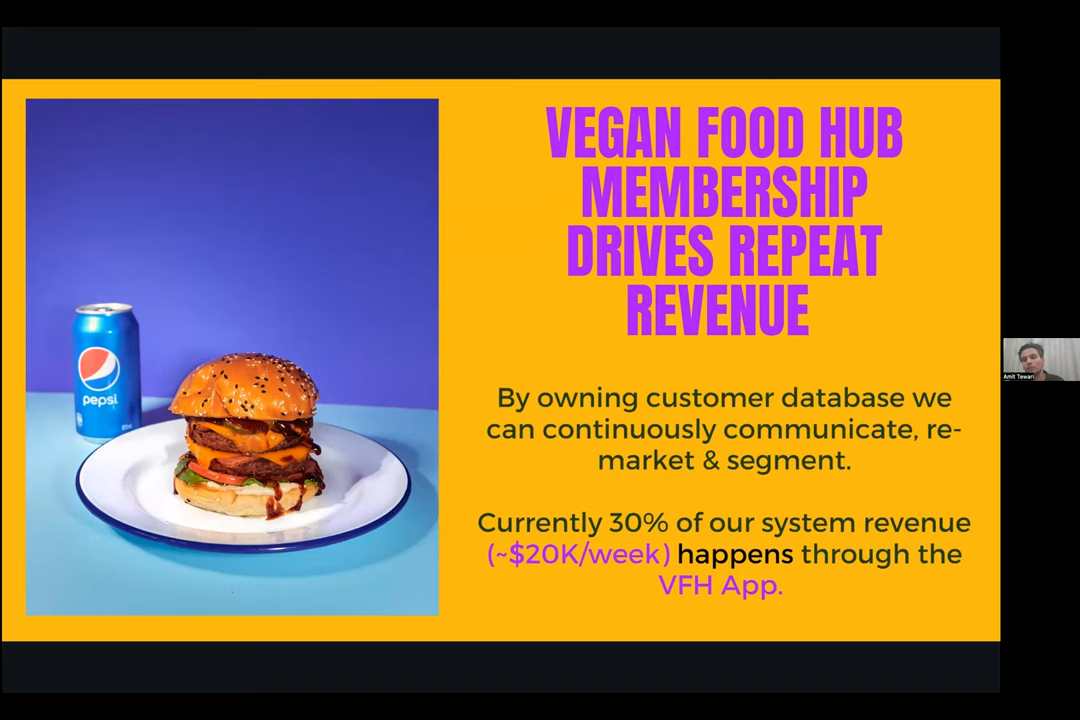 VEGAN FOOD HUB
MEMBERSHIP
DRIVES REPEAT
REVENUE
By owning customer database we
can continuously communicate, re-
market & segment.
Currently 30% of our system revenue
(~$20K/week) happens through the
VFH App.
pepsi
Amit Tewari